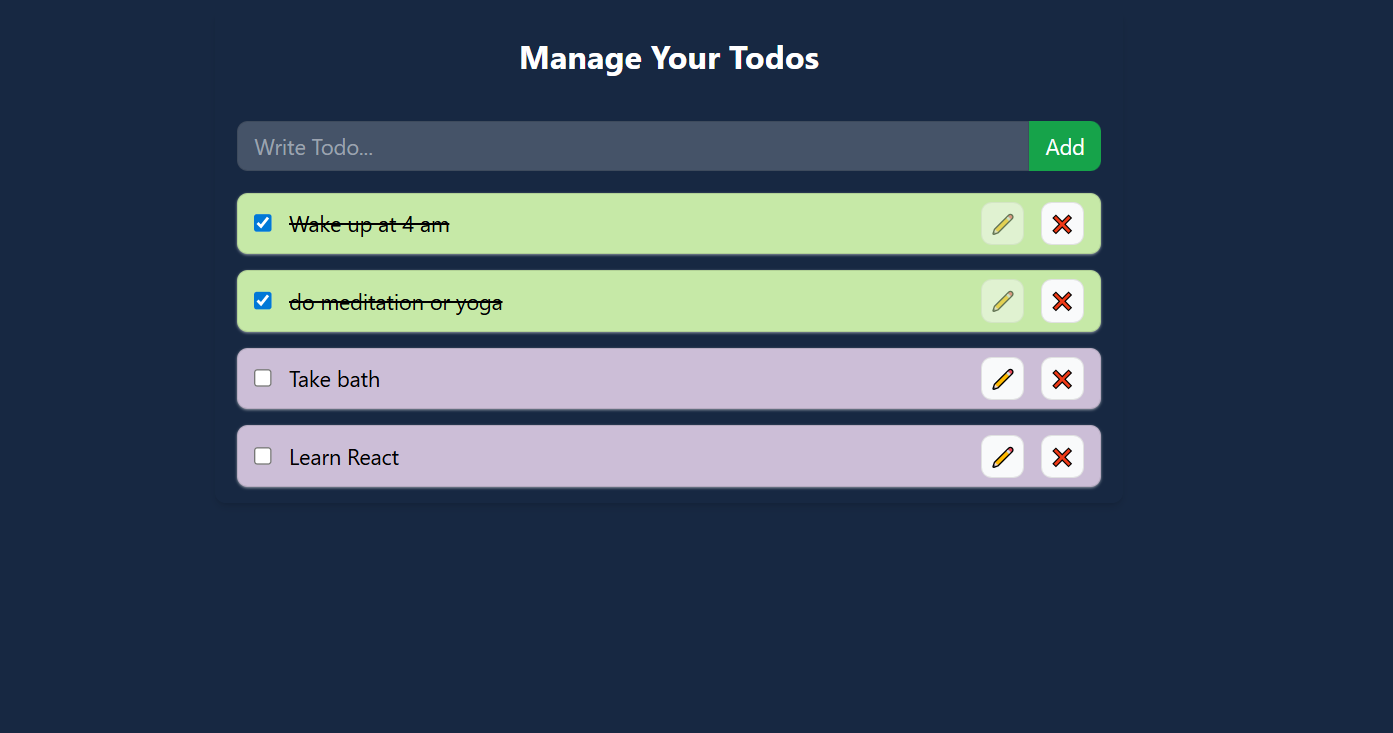 Manage Your Todos
Write Todo...
Add
Wake up at 4 am
do meditation or yoga
Take bath
Learn React